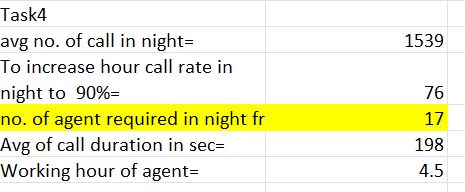 Task4
avg no. of call in night= 1539
To increase hour call rate in
night to 90%= 76
no. of agent required in night fr 17
Avg of call duration in sec= 198
Working hour of agent= 4.5